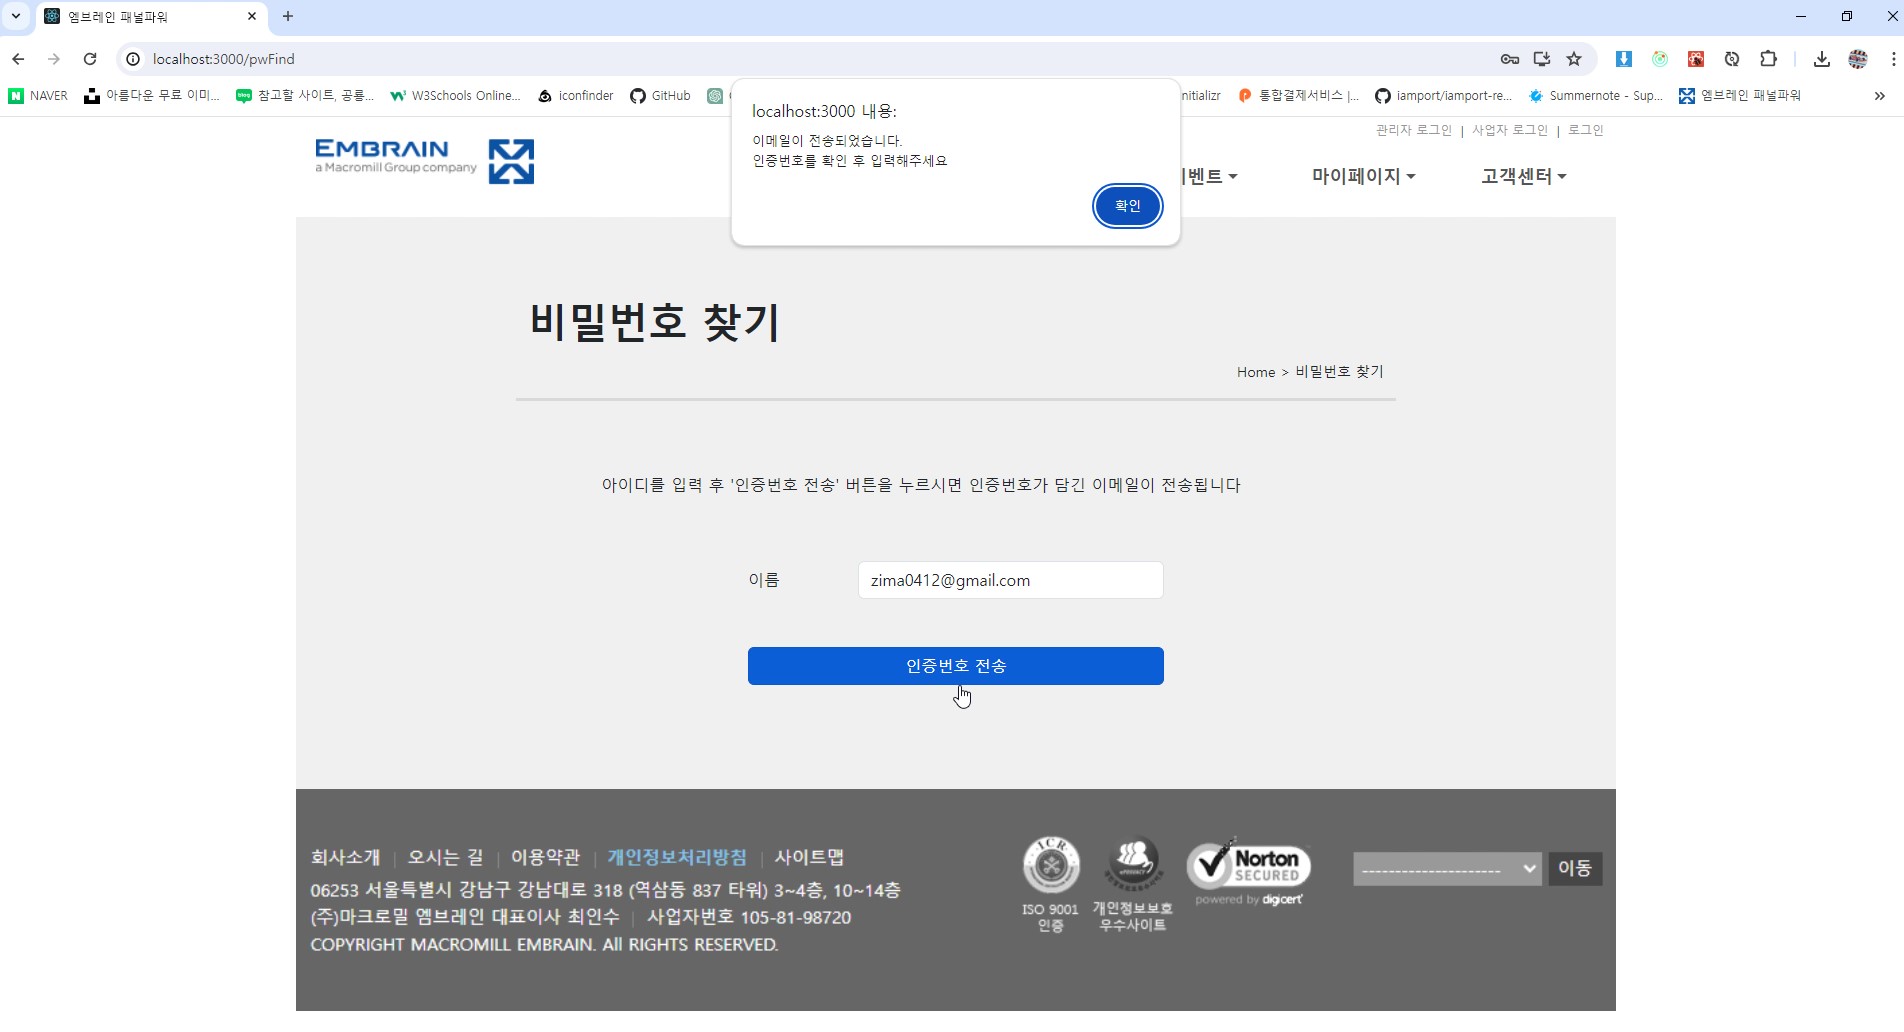 엠브레인 패널파워
localhost:3000/pwFind
NAVER
아름다운 무료 이미...
참고할 사이트, 공룡...
W3Schools Online...
iconfinder
GitHub
initializr
통합결제서비스 |...
iamport/iamport-re...
Summernote - Sup...
엠브레인 패널파워
localhost:3000 내용:
이메일이 전송되었습니다.
인증번호를 확인 후 입력해주세요
확인
관리자 로그인 | 사업자 로그인 | 로그인
EMBRAIN
a Macromill Group company
벤트
마이페이지
고객센터
비밀번호 찾기
Home > 비밀번호 찾기
아이디를 입력 후 '인증번호 전송' 버튼을 누르시면 인증번호가 담긴 이메일이 전송됩니다
이름
zima0412@gmail.com
인증번호 전송
회사소개 | 오시는 길 | 이용약관 | 개인정보처리방침 | 사이트맵
06253 서울특별시 강남구 강남대로 318 (역삼동 837 타워) 3~4층, 10~14층
(주)마크로밀 엠브레인 대표이사 최인수 | 사업자번호 105-81-98720
COPYRIGHT MACROMILL EMBRAIN. All RIGHTS RESERVED.
ICR
ISO 9001
인증
개인정보보호
우수사이트
Norton
SECURED
powered by digicert
----------------------
이동